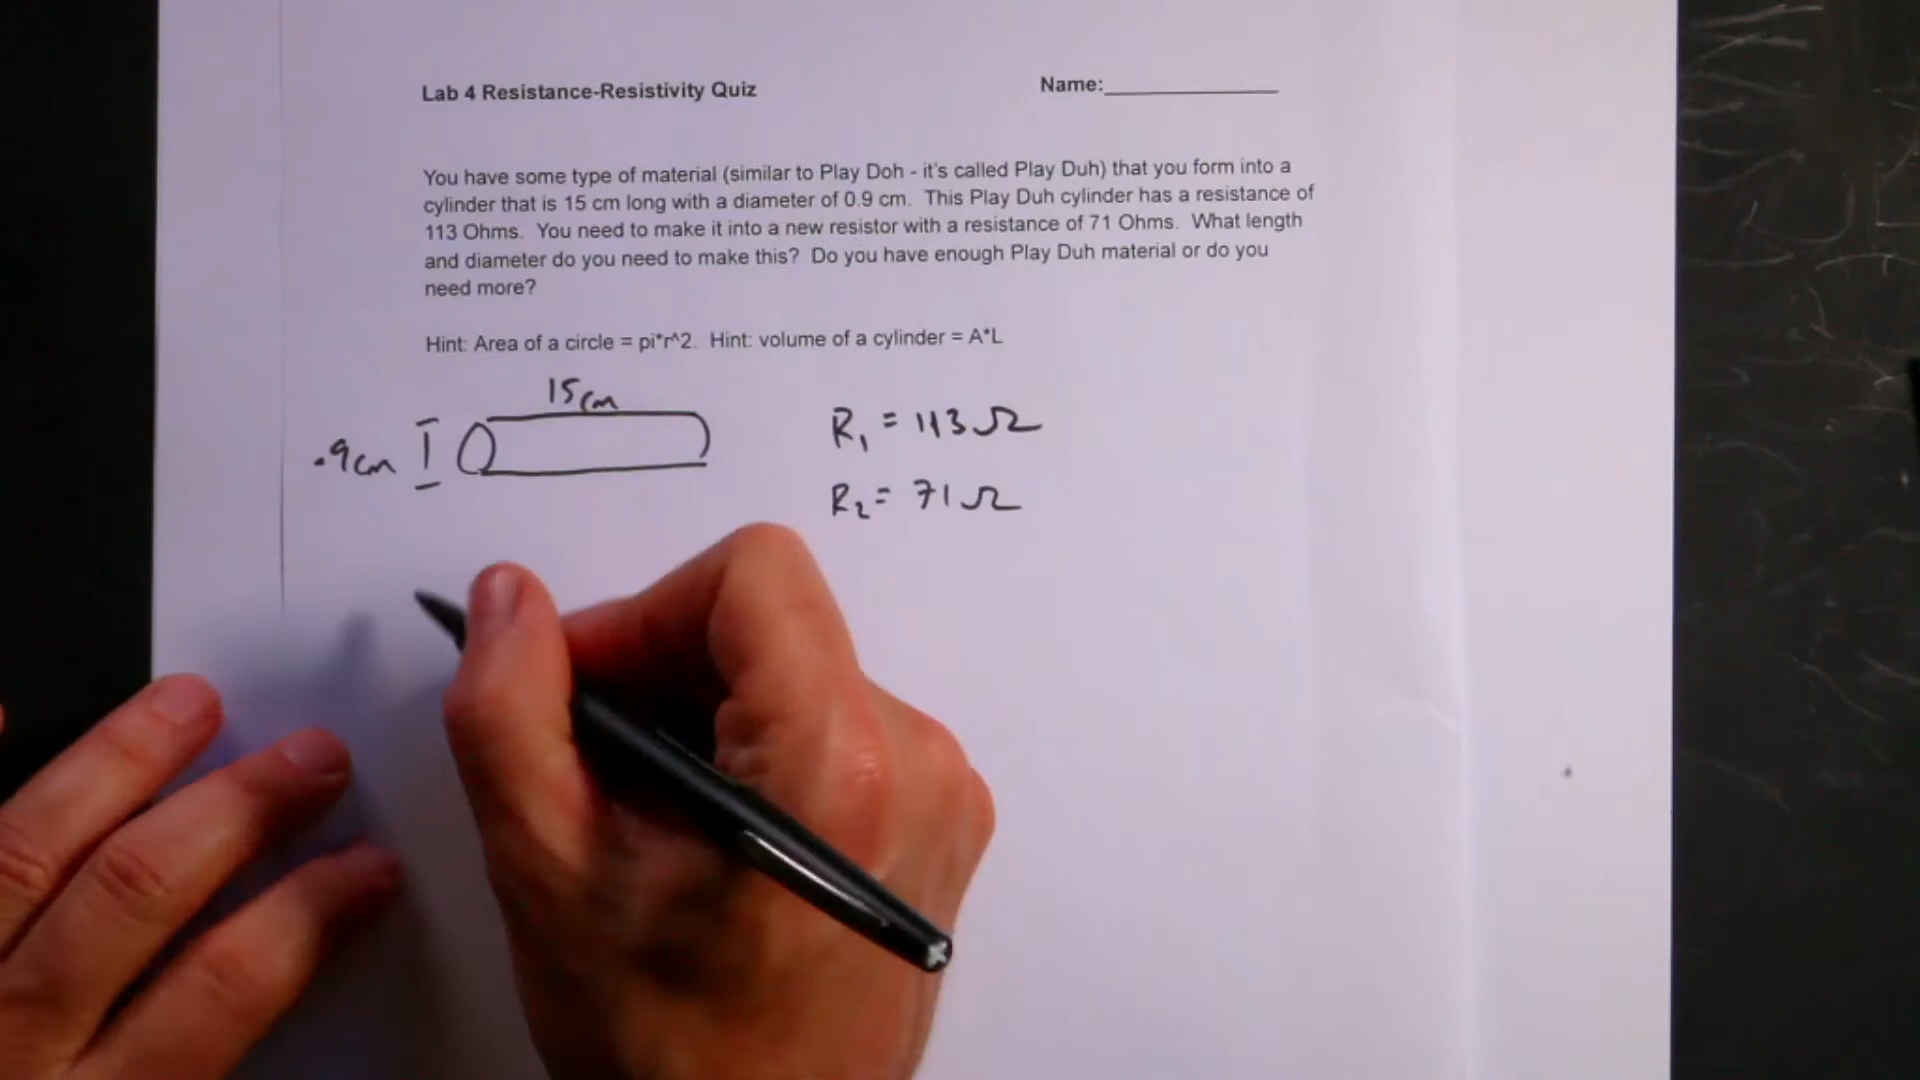 Lab 4 Resistance-Resistivity Quiz Name:______________
You have some type of material (similar to Play Doh - it's called Play Duh) that you form into a
cylinder that is 15 cm long with a diameter of 0.9 cm. This Play Duh cylinder has a resistance of
113 Ohms. You need to make it into a new resistor with a resistance of 71 Ohms. What length
and diameter do you need to make this? Do you have enough Play Duh material or do you
need more?
Hint: Area of a circle = pi*r^2. Hint: volume of a cylinder = A*L
15cm
.9cm
R₁ = 113Ω
R₂ = 71Ω